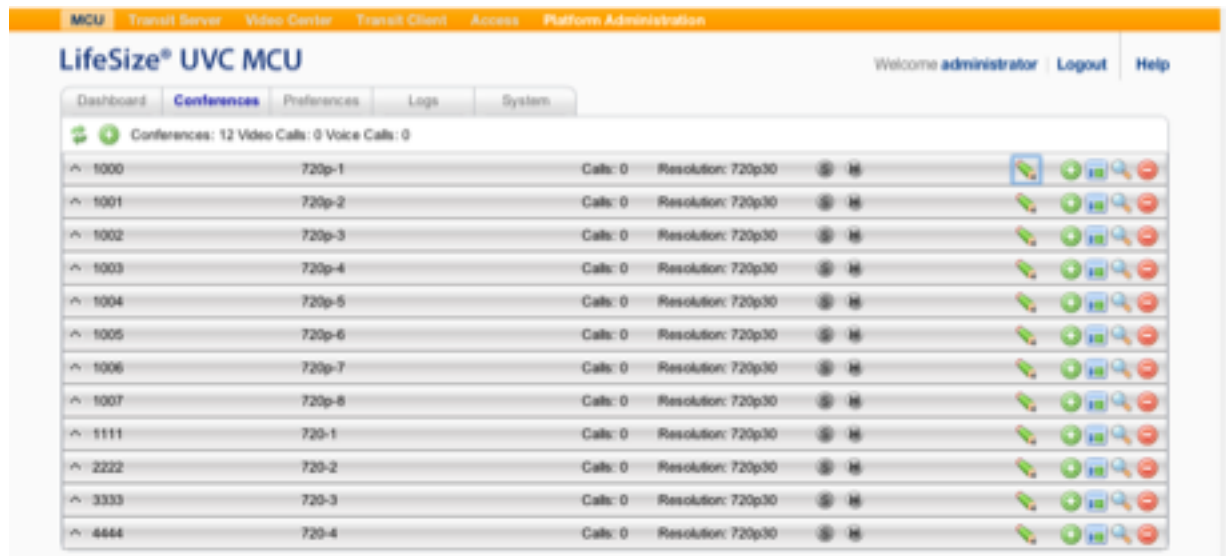 MCU Transit Server Video Center Transit Client Access Platform Administration
LifeSize® UVC MCU
Welcome administrator Logout Help
Dashboard Conferences Preferences Logs System
Conferences: 12 Video Calls: 0 Voice Calls: 0
1000 720p-1 Calls: 0 Resolution: 720p30
1001 720p-2 Calls: 0 Resolution: 720p30
1002 720p-3 Calls: 0 Resolution: 720p30
1003 720p-4 Calls: 0 Resolution: 720p30
1004 720p-5 Calls: 0 Resolution: 720p30
1005 720p-6 Calls: 0 Resolution: 720p30
1006 720p-7 Calls: 0 Resolution: 720p30
1007 720p-8 Calls: 0 Resolution: 720p30
1111 720-1 Calls: 0 Resolution: 720p30
2222 720-2 Calls: 0 Resolution: 720p30
3333 720-3 Calls: 0 Resolution: 720p30
4444 720-4 Calls: 0 Resolution: 720p30